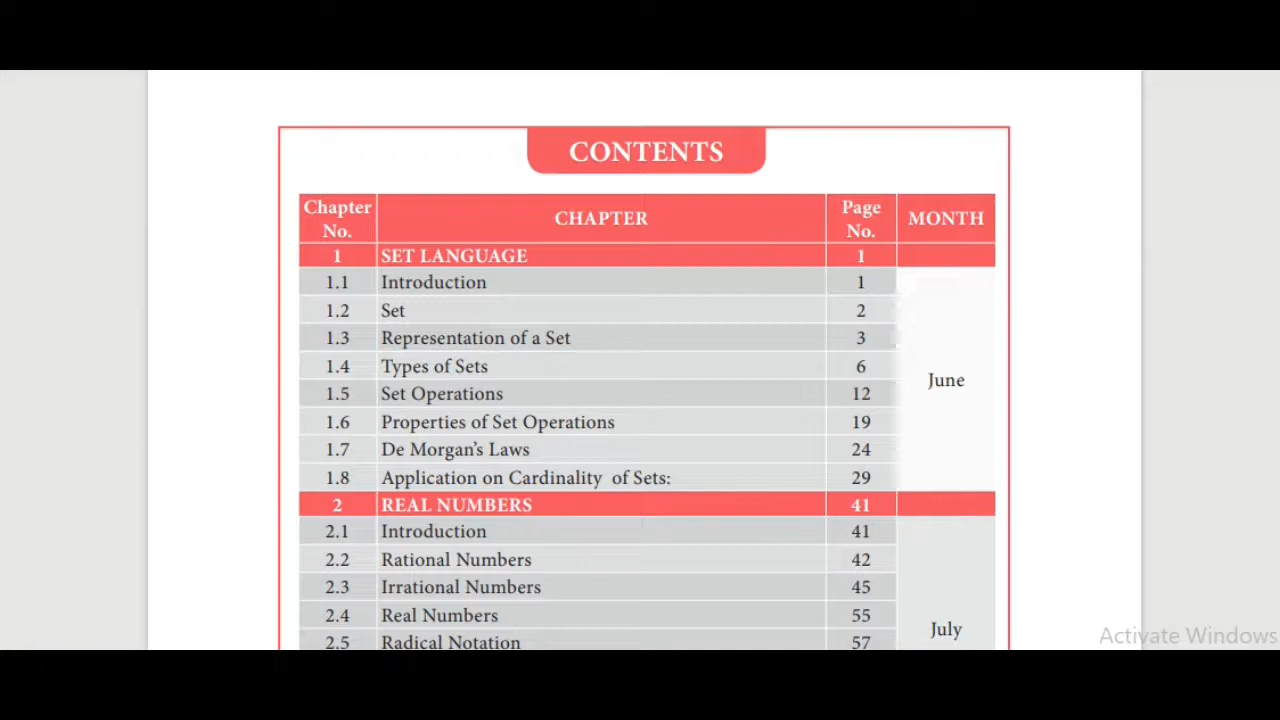 CONTENTS
Chapter No. CHAPTER Page No. MONTH
1 SET LANGUAGE 1
1.1 Introduction 1
1.2 Set 2
1.3 Representation of a Set 3
1.4 Types of Sets 6
June
1.5 Set Operations 12
1.6 Properties of Set Operations 19
1.7 De Morgan's Laws 24
1.8 Application on Cardinality of Sets: 29
2 REAL NUMBERS 41
2.1 Introduction 41
2.2 Rational Numbers 42
2.3 Irrational Numbers 45
2.4 Real Numbers 55
July
2.5 Radical Notation 57
Activate Windows